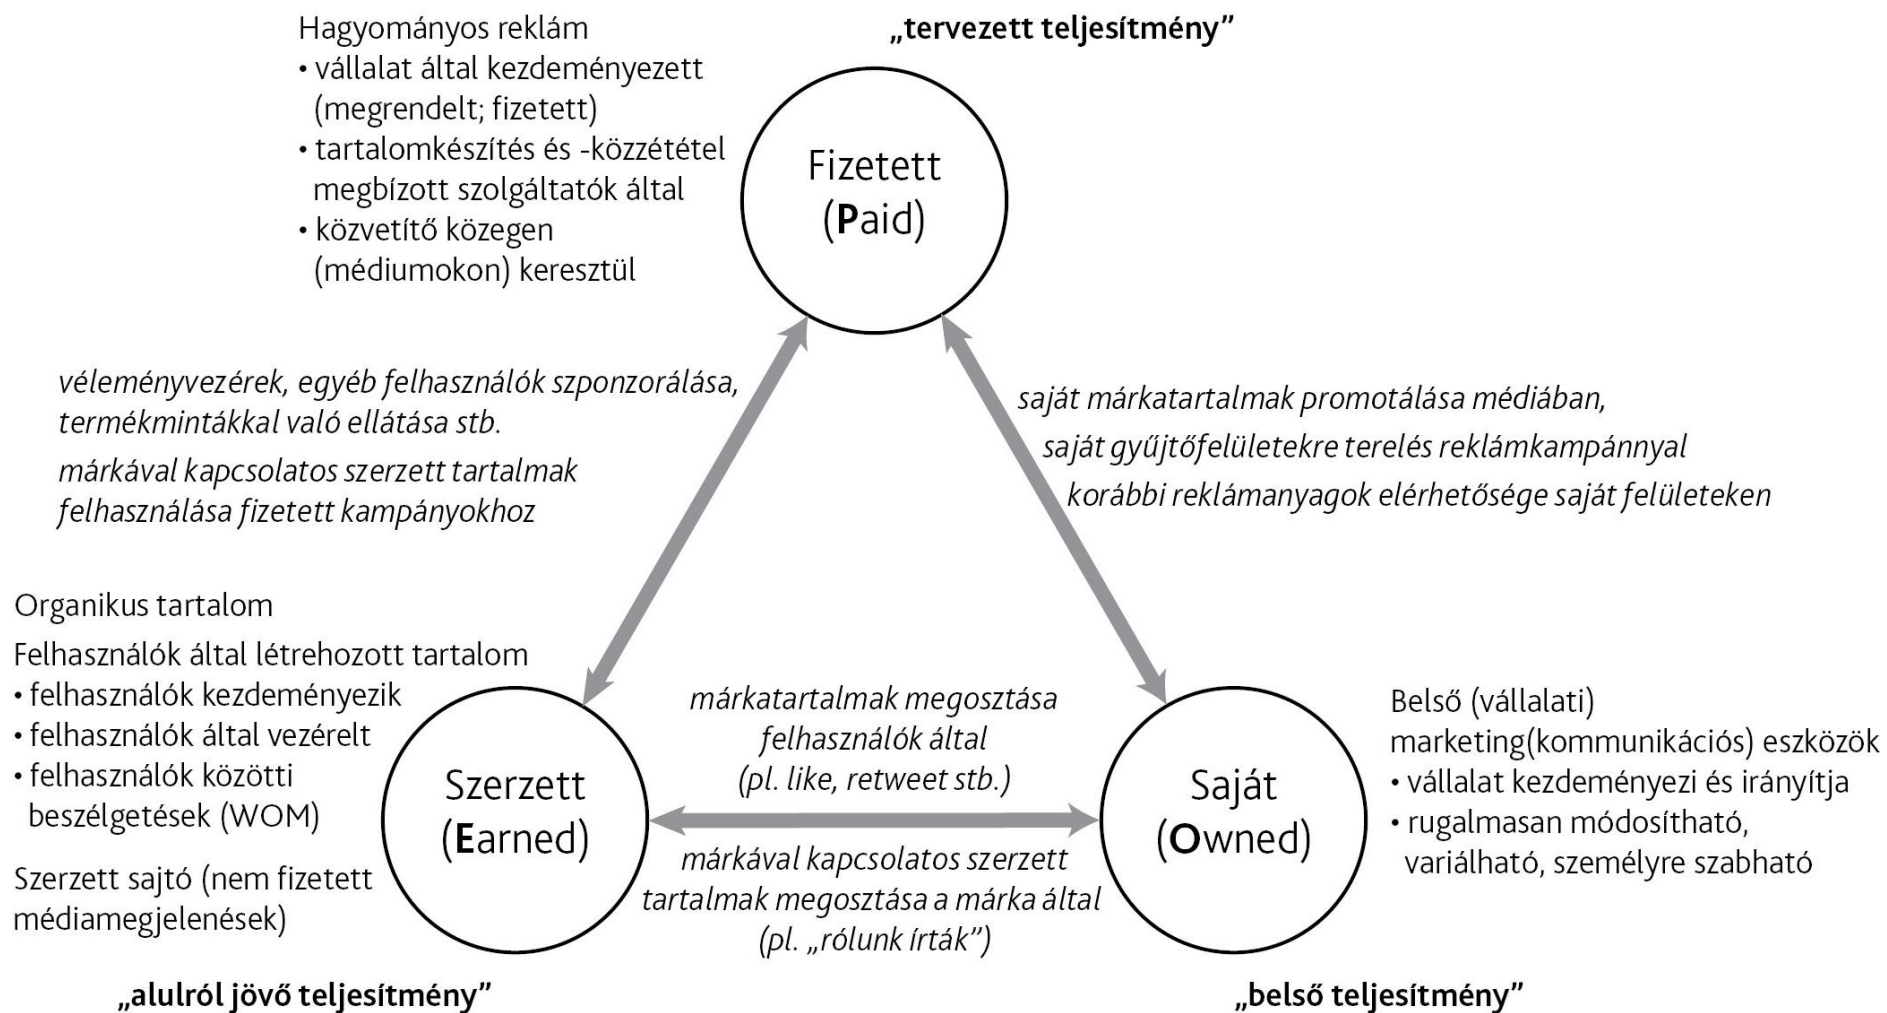 Hagyományos reklám
• vállalat által kezdeményezett
(megrendelt; fizetett)
• tartalomkészítés és -közzététel
megbízott szolgáltatók által
• közvetítő közegen
(médiumokon) keresztül
„tervezett teljesítmény”
Fizetett
(Paid)
véleményvezérek, egyéb felhasználók szponzorálása,
termékmintákkal való ellátása stb.
márkával kapcsolatos szerzett tartalmak
felhasználása fizetett kampányokhoz
saját márkatartalmak promotálása médiában,
saját gyűjtőfelületekre terelés reklámkampánnyal
korábbi reklámanyagok elérhetősége saját felületeken
Organikus tartalom
Felhasználók által létrehozott tartalom
• felhasználók kezdeményezik
• felhasználók által vezérelt
• felhasználók közötti
beszélgetések (WOM)
Szerzett sajtó (nem fizetett
médiamegjelenések)
Szerzett
(Earned)
„alulról jövő teljesítmény”
márkatartalmak megosztása
felhasználók által
(pl. like, retweet stb.)
márkával kapcsolatos szerzett
tartalmak megosztása a márka által
(pl. „rólunk írták”)
Saját
(Owned)
Belső (vállalati)
marketing(kommunikációs) eszközök
• vállalat kezdeményezi és irányítja
• rugalmasan módosítható,
variálható, személyre szabható
„belső teljesítmény”